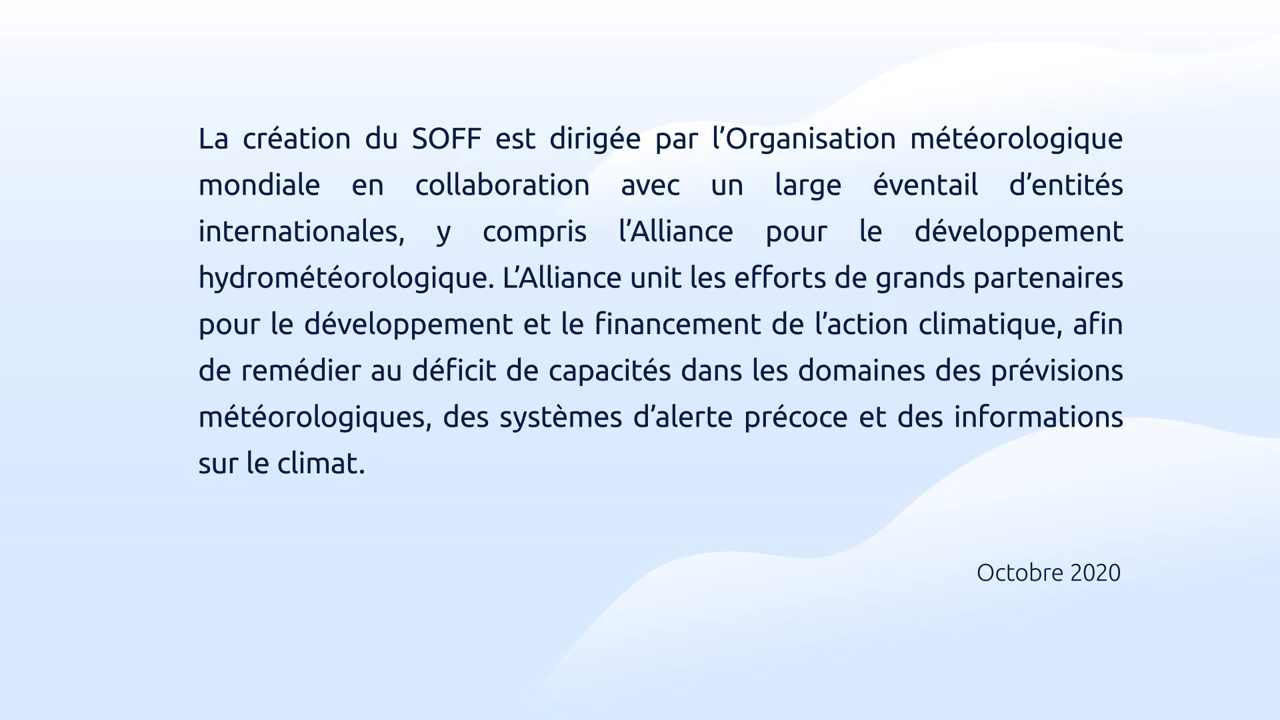 La création du SOFF est dirigée par l’Organisation météorologique
mondiale en collaboration avec un large éventail d’entités
internationales, y compris l’Alliance pour le développement
hydrométéorologique. L’Alliance unit les efforts de grands partenaires
pour le développement et le financement de l’action climatique, afin
de remédier au déficit de capacités dans les domaines des prévisions
météorologiques, des systèmes d’alerte précoce et des informations
sur le climat.
Octobre 2020